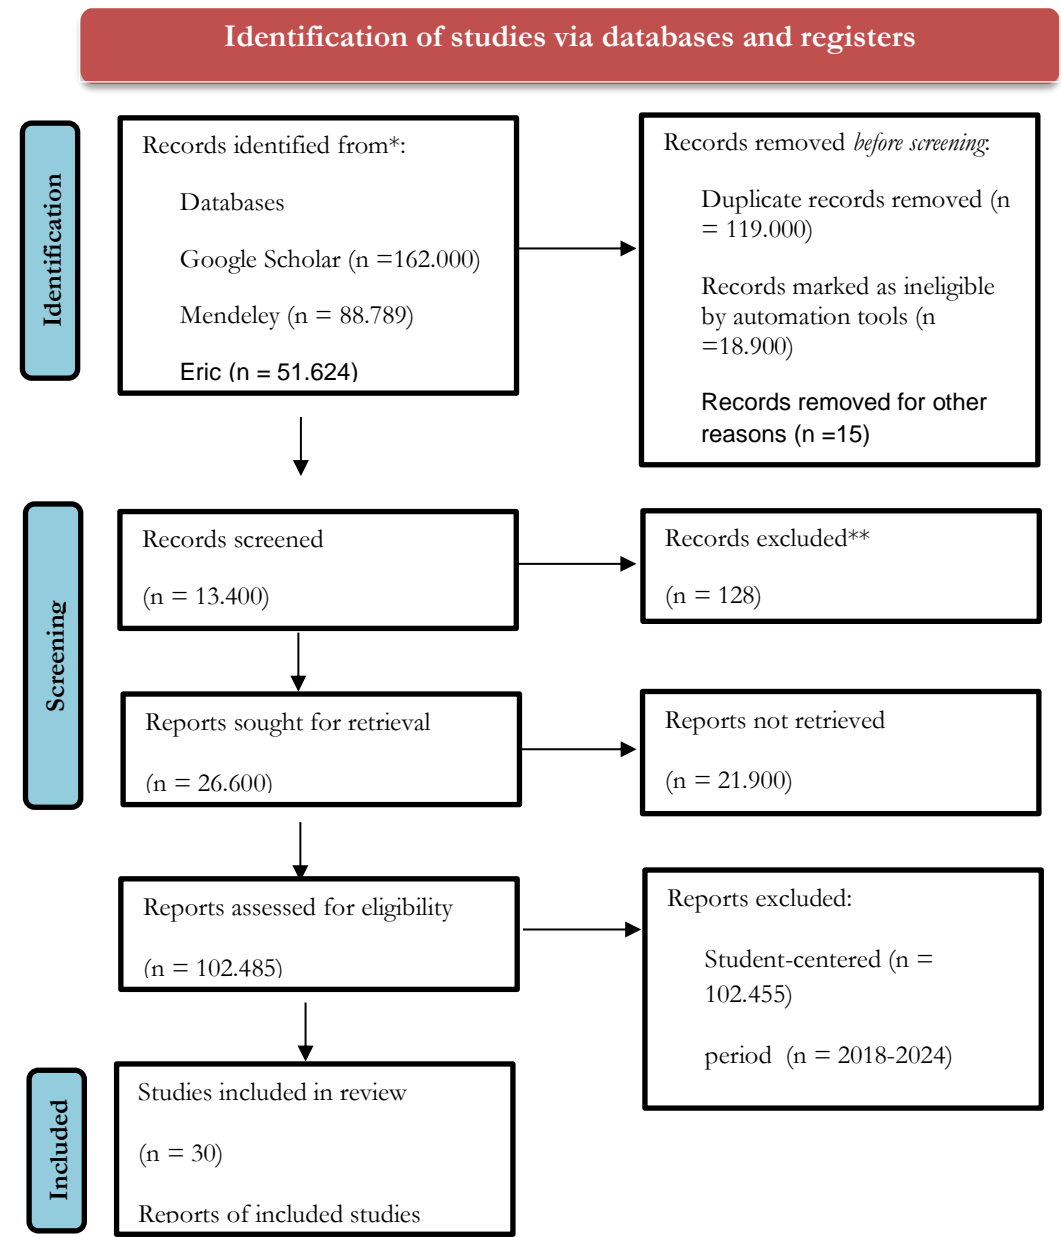 Identification of studies via databases and registers
Identification
Records identified from*:
Databases
Google Scholar (n =162.000)
Mendeley (n = 88.789)
Eric (n = 51.624)
Records removed before screening:
Duplicate records removed (n
= 119.000)
Records marked as ineligible
by automation tools (n
=18.900)
Records removed for other
reasons (n =15)
Screening
Records screened
(n = 13.400)
Records excluded**
(n = 128)
Reports sought for retrieval
(n = 26.600)
Reports not retrieved
(n = 21.900)
Reports assessed for eligibility
(n = 102.485)
Reports excluded:
Student-centered (n =
102.455)
period  (n = 2018-2024)
Included
Studies included in review
(n = 30)
Reports of included studies